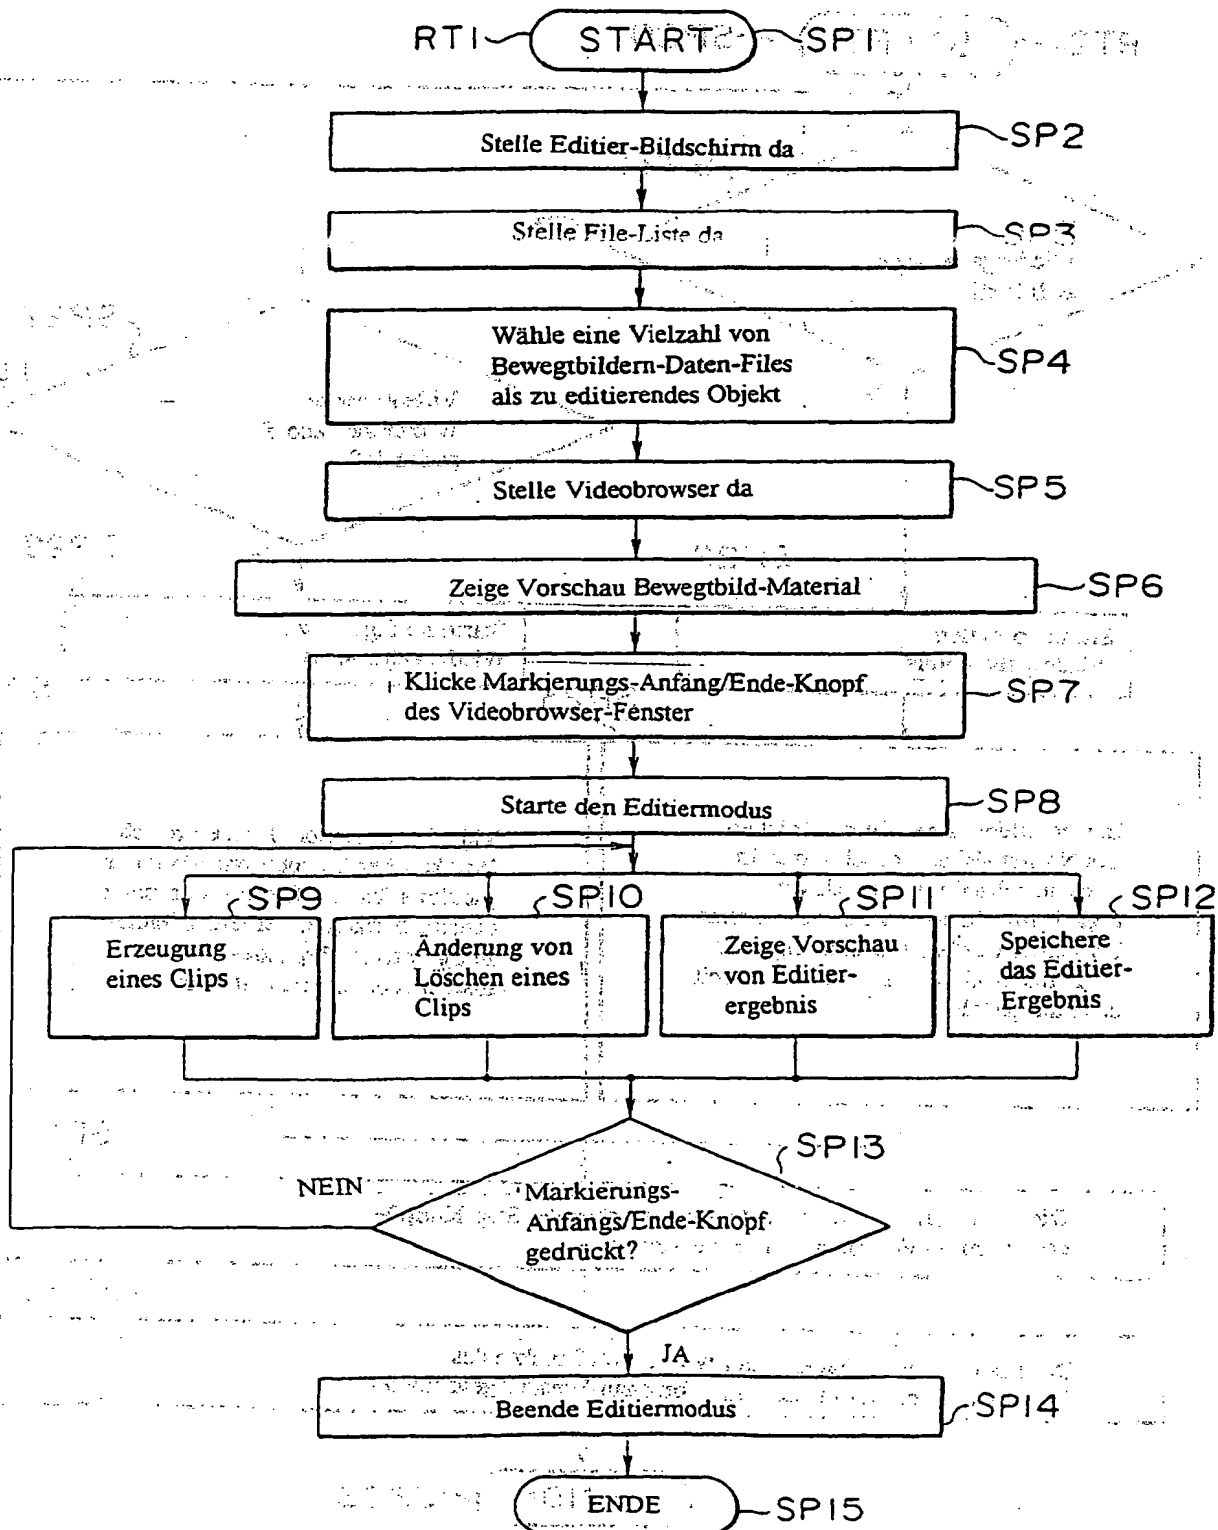 RT1 START SP1
Stelle Editier-Bildschirm da SP2
Stelle File-Liste da SP3
Wähle eine Vielzahl von
Bewegtbildern-Daten-Files SP4
als zu editierendes Objekt
Stelle Videobrowser da SP5
Zeige Vorschau Bewegtbild-Material SP6
Klicke Markierungs-Anfang/Ende-Knopf SP7
des Videobrowser-Fenster
Starte den Editiermodus SP8
SP9
Erzeugung
eines Clips
SP10
Änderung von
Löschen eines
Clips
SP11
Zeige Vorschau
von Editier-
ergebnis
SP12
Speichere
das Editier-
Ergebnis
SP13
Markierungs-
Anfangs/Ende-Knopf
gedrückt?
NEIN
JA
Beende Editiermodus SP14
ENDE SP15